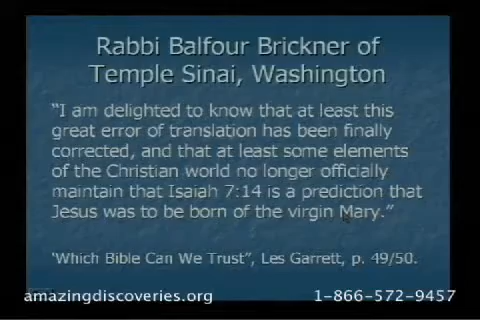 Rabbi Balfour Brickner of
Temple Sinai, Washington
“I am delighted to know that at least this
great error of translation has been finally
corrected, and that at least some elements
of the Christian world no longer officially
maintain that Isaiah 7:14 is a prediction that
Jesus was to be born of the virgin Mary.”
‘Which Bible Can We Trust”, Les Garrett, p. 49/50.
amazingdiscoveries.org 1-866-572-9457